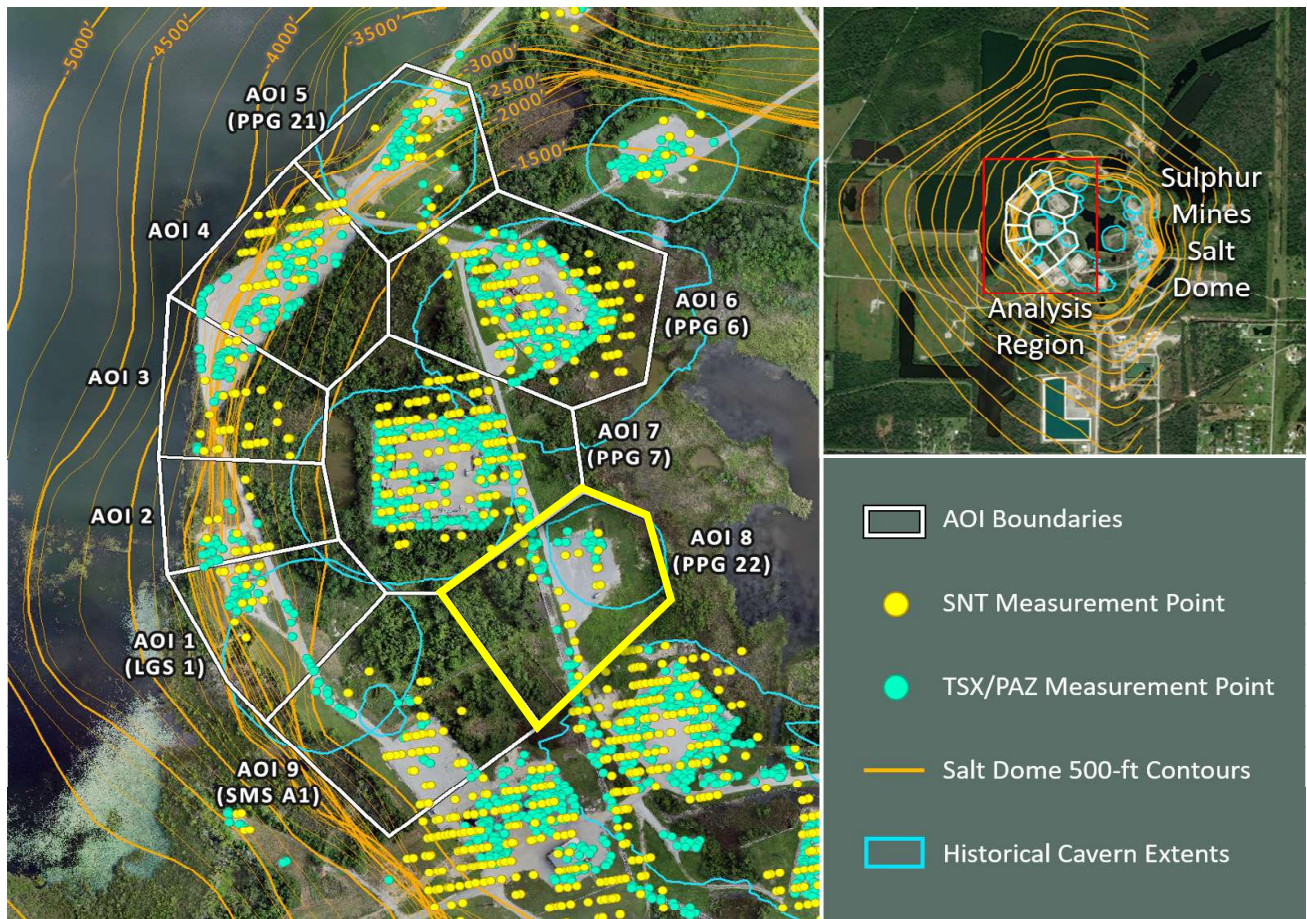 -5000'
-4500'
-4000'
-3500'
-3000'
-2500'
-2000'
-1500'
AOI 5
(PPG 21)
AOI 4
AOI 3
AOI 2
AOI 1
(LGS 1)
AOI 9
(SMS A1)
AOI 6
(PPG 6)
AOI 7
(PPG 7)
AOI 8
(PPG 22)
Sulphur
Mines
Salt
Dome
Analysis
Region
AOI Boundaries
SNT Measurement Point
TSX/PAZ Measurement Point
Salt Dome 500-ft Contours
Historical Cavern Extents